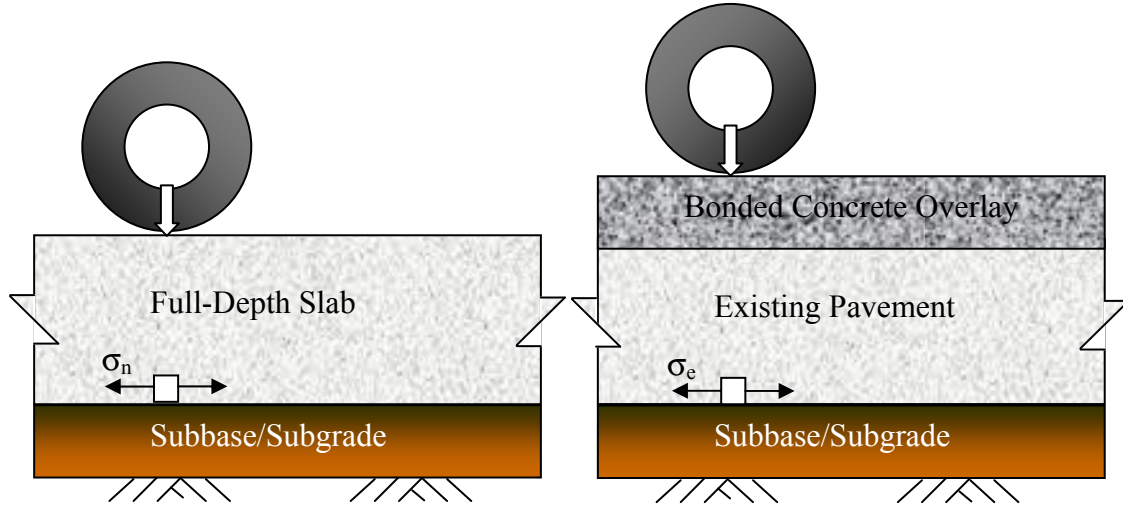 Full-Depth Slab
σn
Subbase/Subgrade
Bonded Concrete Overlay
Existing Pavement
σe
Subbase/Subgrade